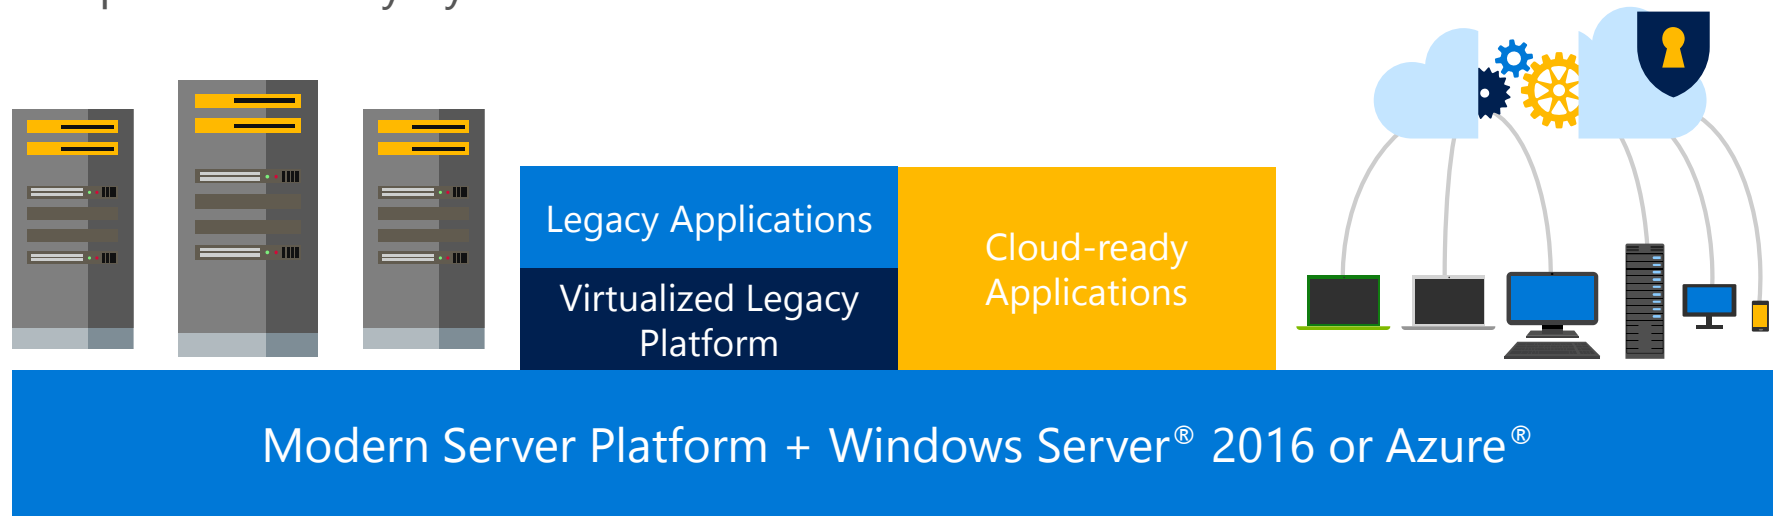 Legacy Applications
Virtualized Legacy
Platform
Cloud-ready
Applications
Modern Server Platform + Windows Server® 2016 or Azure®